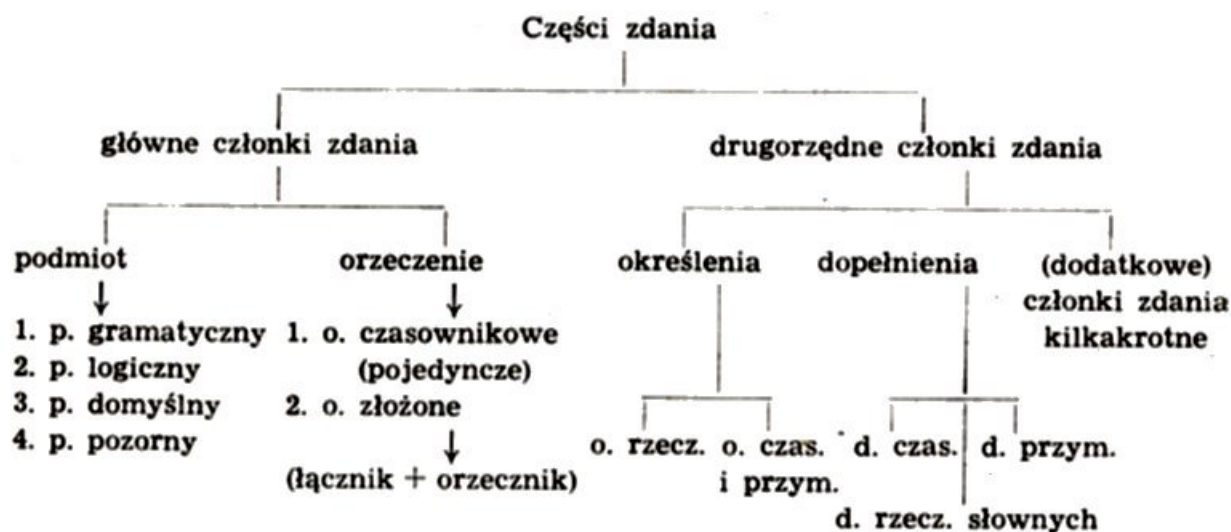 Części zdania
główne członki zdania
drugorzędne członki zdania
podmiot
1. p. gramatyczny
2. p. logiczny
3. p. domyślny
4. p. pozorny
orzeczenie
1. o. czasownikowe
(pojedyncze)
2. o. złożone
(łącznik + orzecznik)
określenia
o. rzecz.
o. czas.
i przym.
dopełnienia
d. czas.
d. przym.
d. rzecz. słownych
(dodatkowe)
członki zdania
kilkakrotne